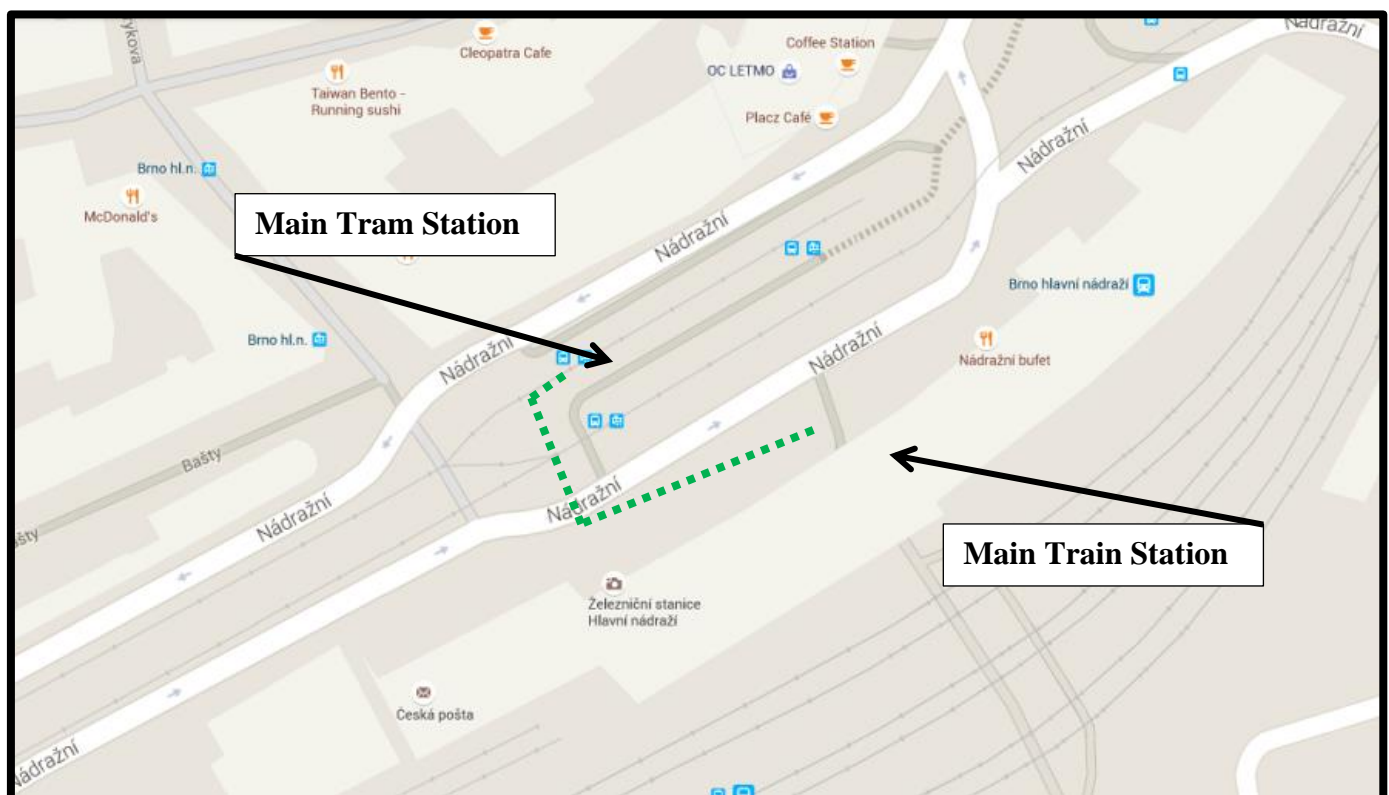 Nádražní
Coffee Station
Cleopatra Cafe
OC LETMO
Taiwan Bento -
Running sushi
Placz Café
Nádražní
Brno hl.n.
McDonald's
Main Tram Station
Nádražní
Brno hlavní nádraží
Brno hl.n.
Nádražní
Nádražní
Nádražní bufet
Bašty
Nádražní
Nádražní
Main Train Station
Železniční stanice
Hlavní nádraží
Česká pošta